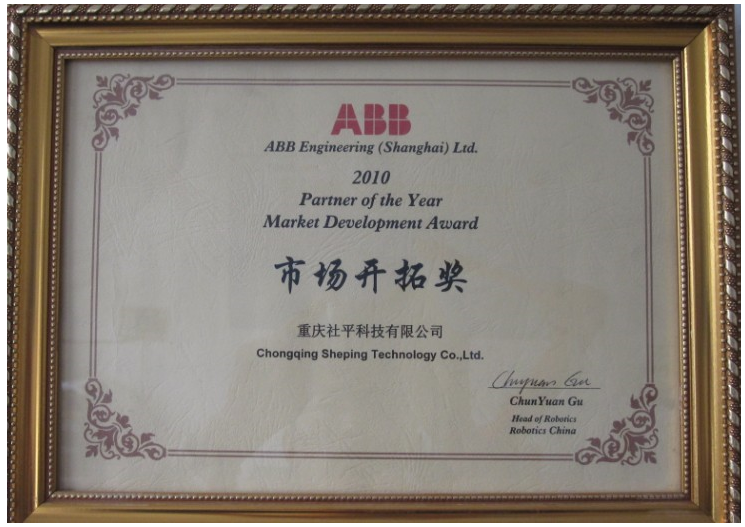 ABB
ABB Engineering (Shanghai) Ltd.
2010
Partner of the Year
Market Development Award
市场开拓奖
重庆社平科技有限公司
Chongqing Sheping Technology Co.,Ltd.
Chunyuan Gu
ChunYuan Gu
Head of Robotics
Robotics China